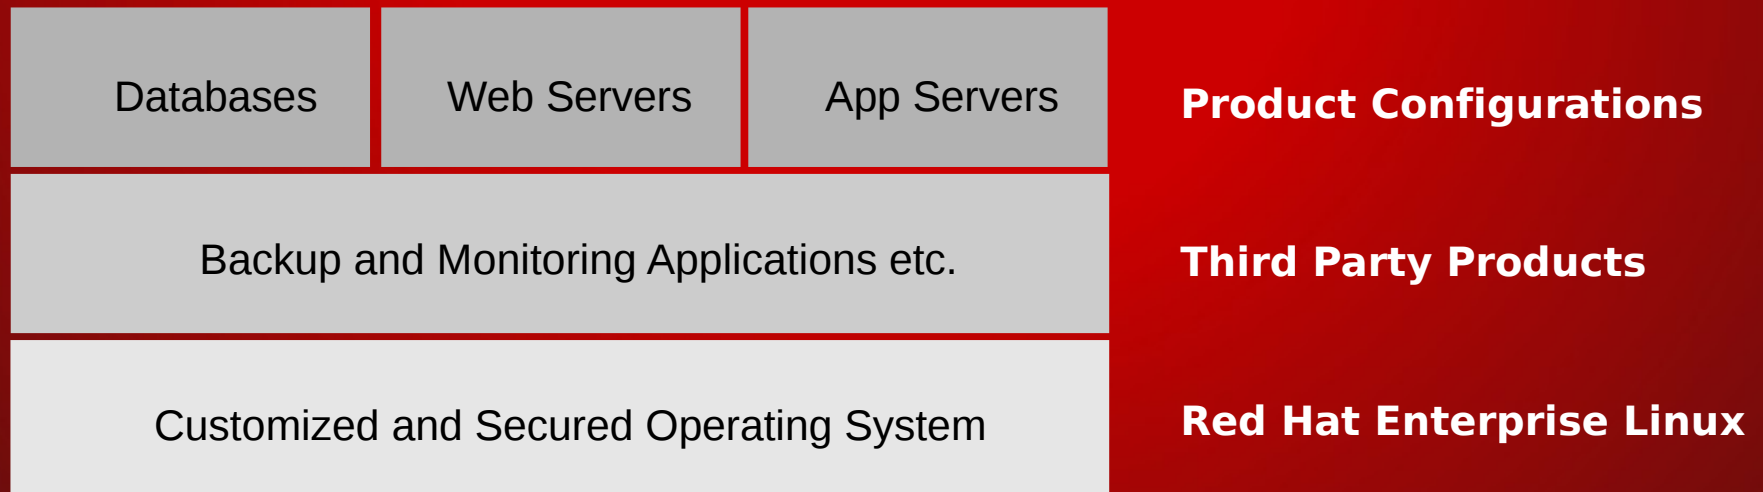 Databases
Web Servers
App Servers
Product Configurations
Backup and Monitoring Applications etc.
Third Party Products
Customized and Secured Operating System
Red Hat Enterprise Linux